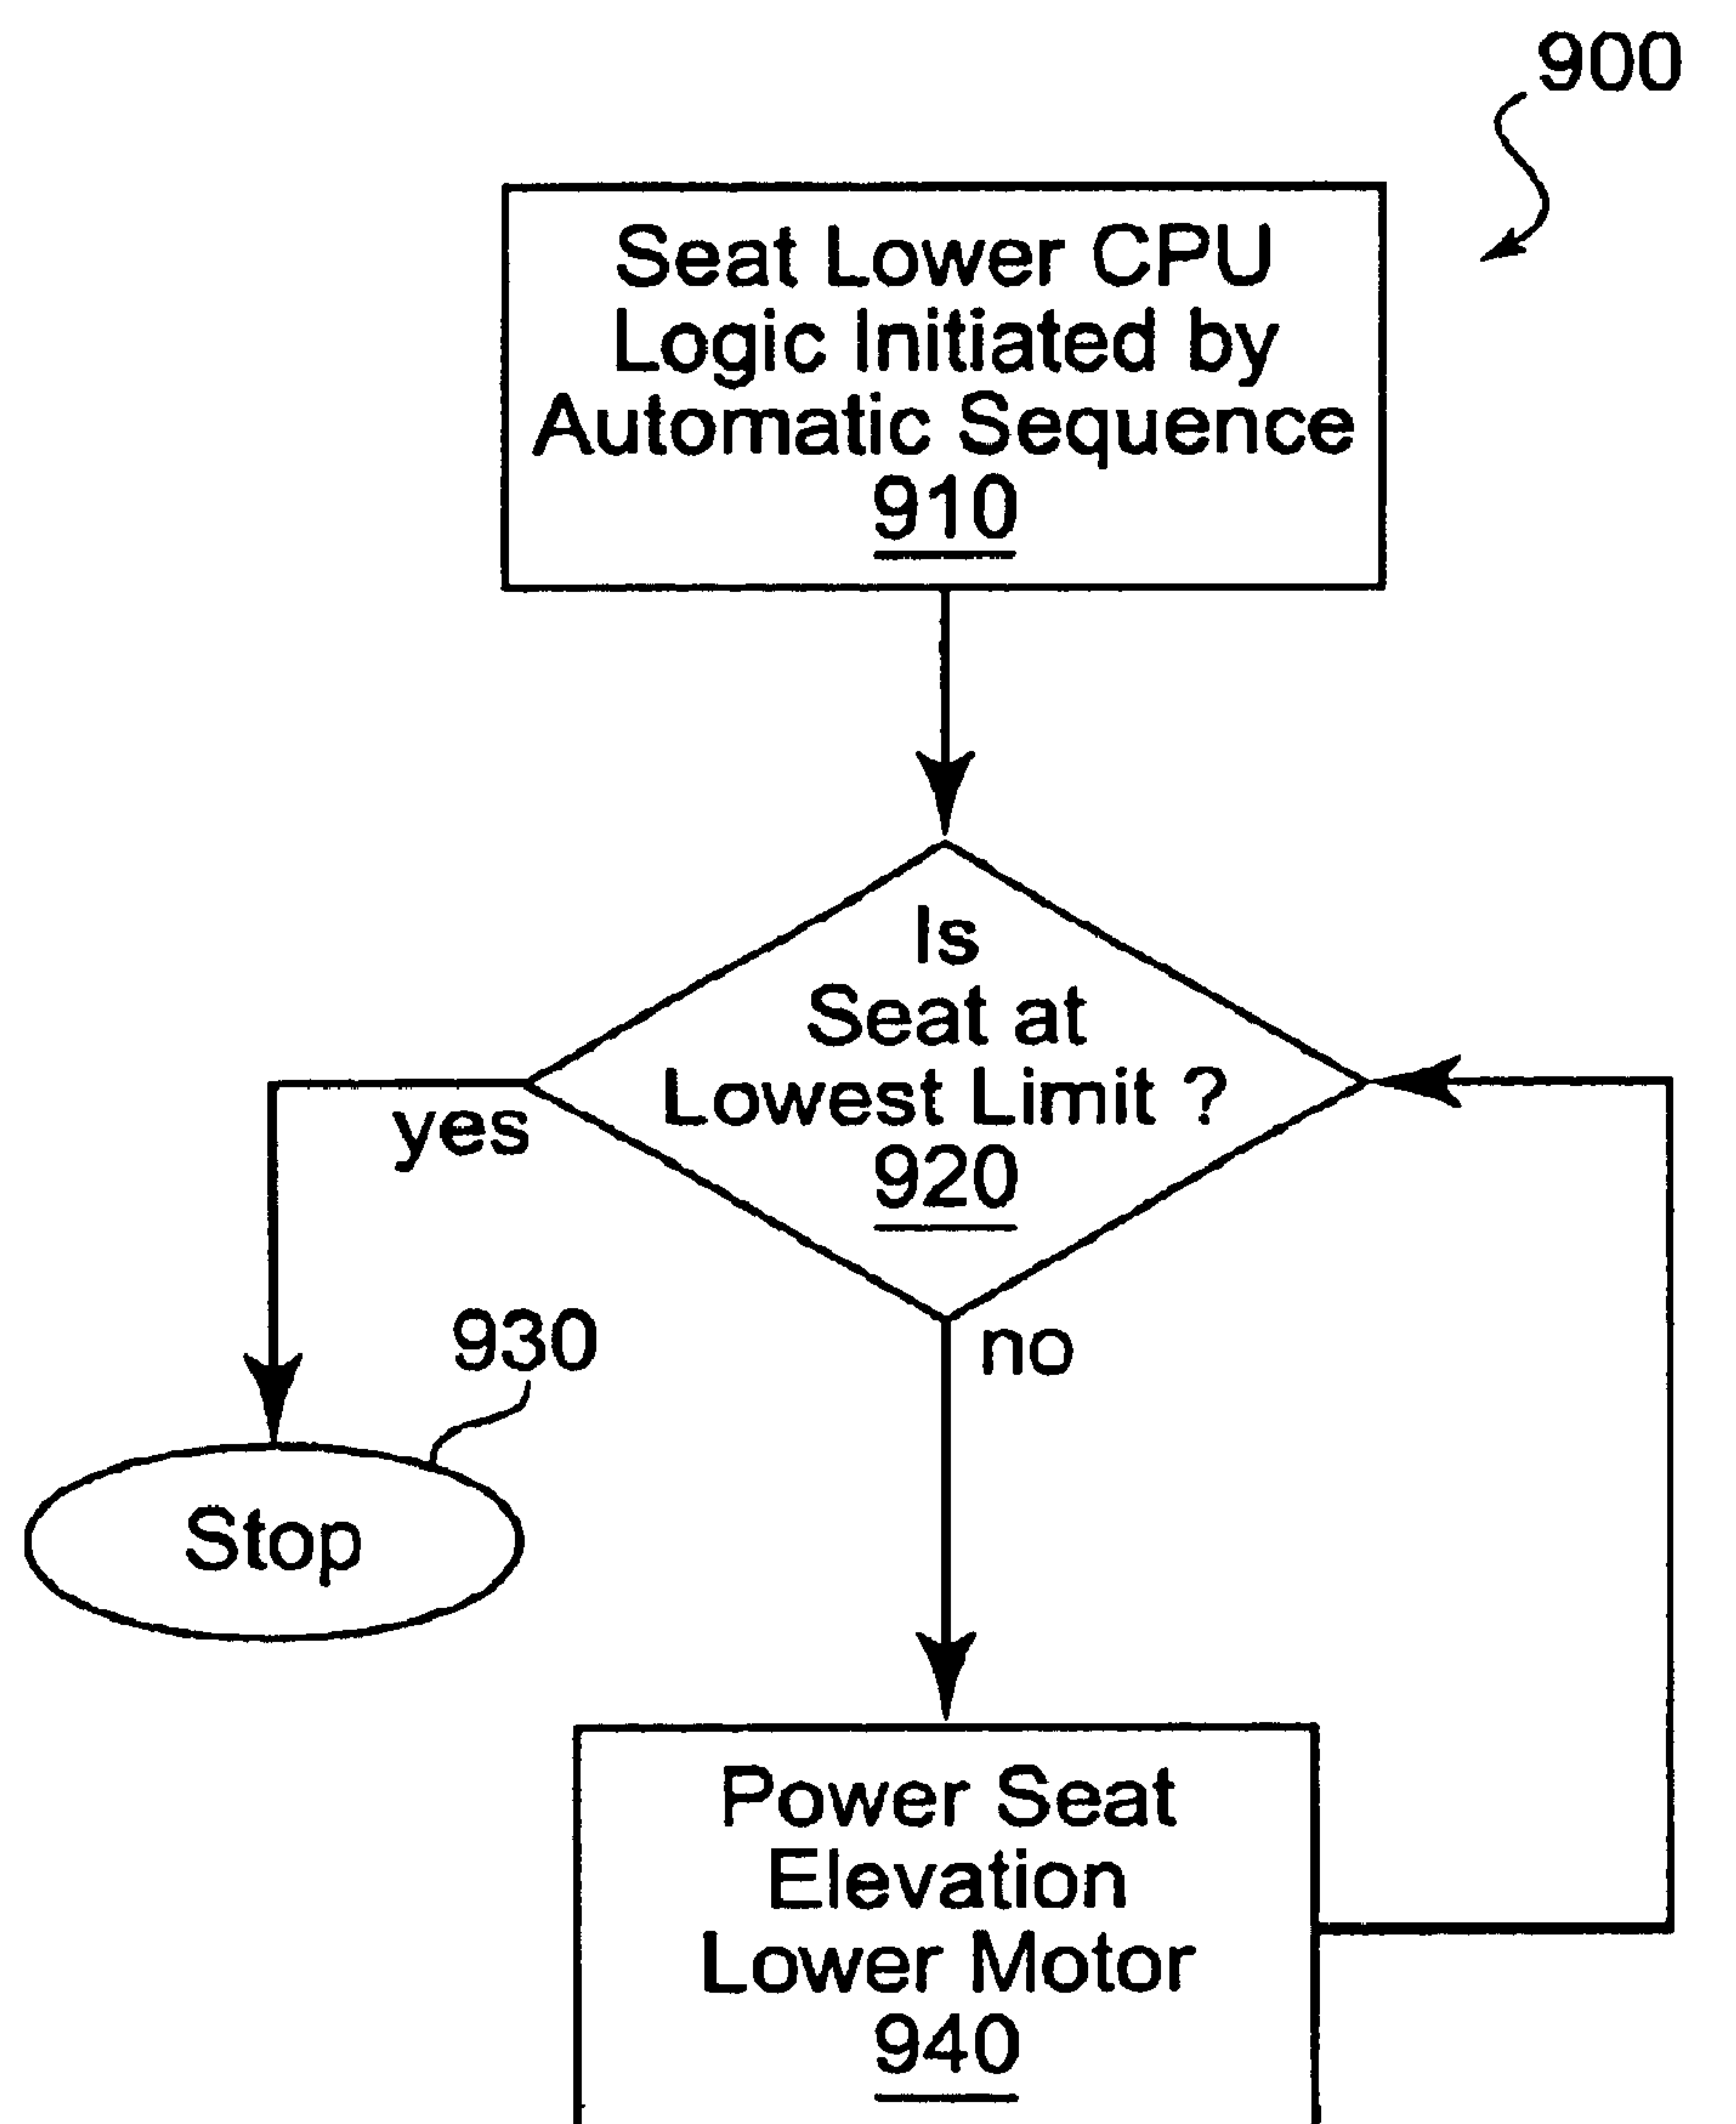 900
Seat Lower CPU
Logic Initiated by
Automatic Sequence
910
Is
Seat at
Lowest Limit ?
920
yes
930
no
Stop
Power Seat
Elevation
Lower Motor
940